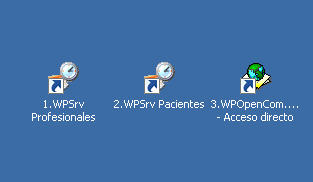 1.WPSrv
Profesionales
2.WPSrv Pacientes
3.WPOpenCom....
- Acceso directo